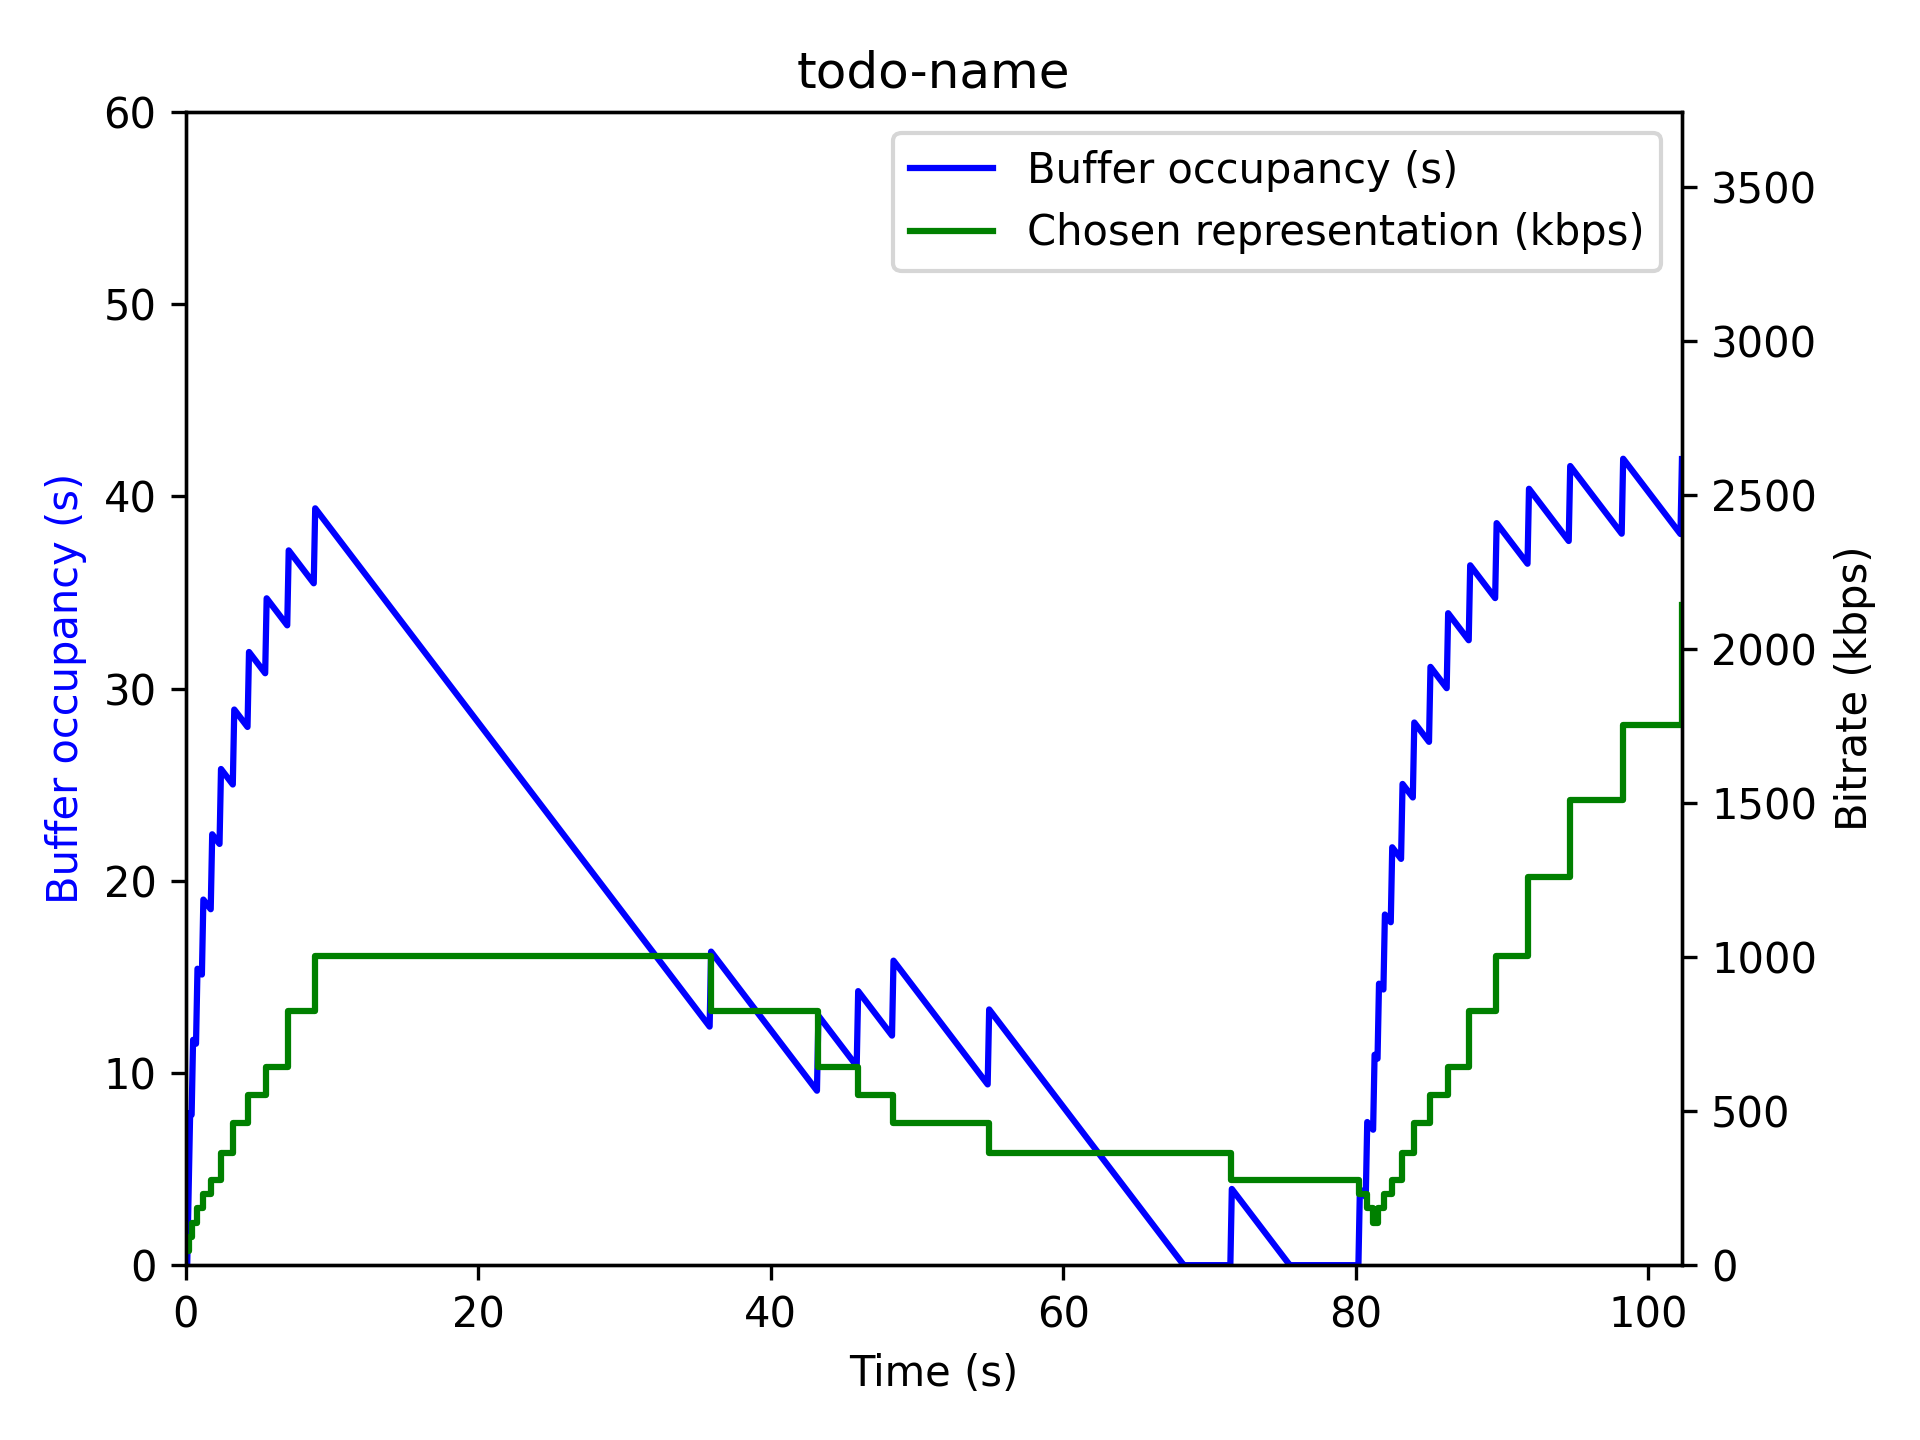 todo-name
Buffer occupancy (s)
Chosen representation (kbps)
60
50
40
30
20
10
0
Buffer occupancy (s)
3500
3000
2500
2000
1500
1000
500
0
Bitrate (kbps)
0 20 40 60 80 100
Time (s)